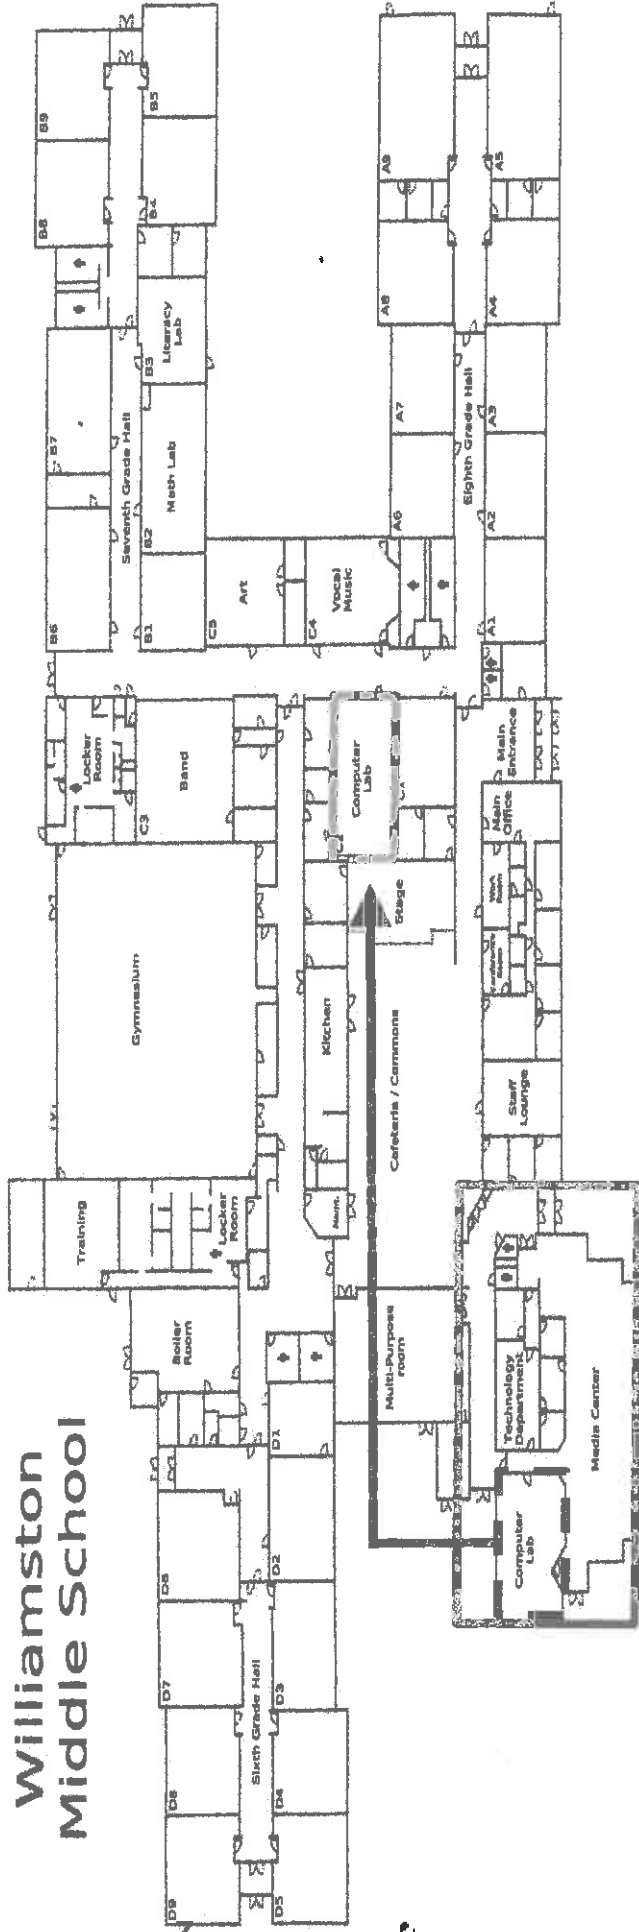 Williamston
Middle School
D9
D8
D7
D6
D5
D4
D3
D2
D1
Sixth Grade Hall
Boiler
Room
Training
Locker
Room
Gymnasium
C3
Band
Locker
Room
B6
B7
B8
B9
Seventh Grade Hall
B1
B2
Math Lab
B3
Literacy
Lab
B4
B5
C5
Art
C4
Vocal
Music
Kitchen
Stage
Computer
Lab
Cafeteria / Commons
Multi-Purpose
room
Computer
Lab
Technology
Department
Media Center
Staff
Lounge
Conference
Room
Work
Room
Main
Office
Main
Entrance
A1
A2
A3
A4
A5
Eighth Grade Hall
A6
A7
A8
A9